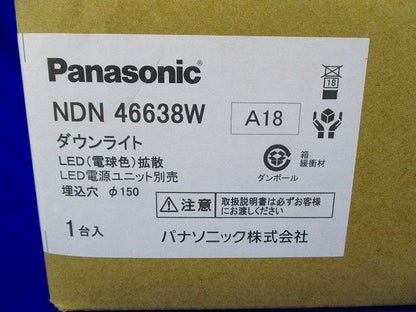 Panasonic®
NDN 46638W
A18
18
ダウンライト
LED(電球色)拡散
LED電源ユニット別売
埋込穴 φ150
箱
緩衝材
ダンボール
注意
取扱説明書は必ずお客様
にお渡しください
1台入
パナソニック株式会社